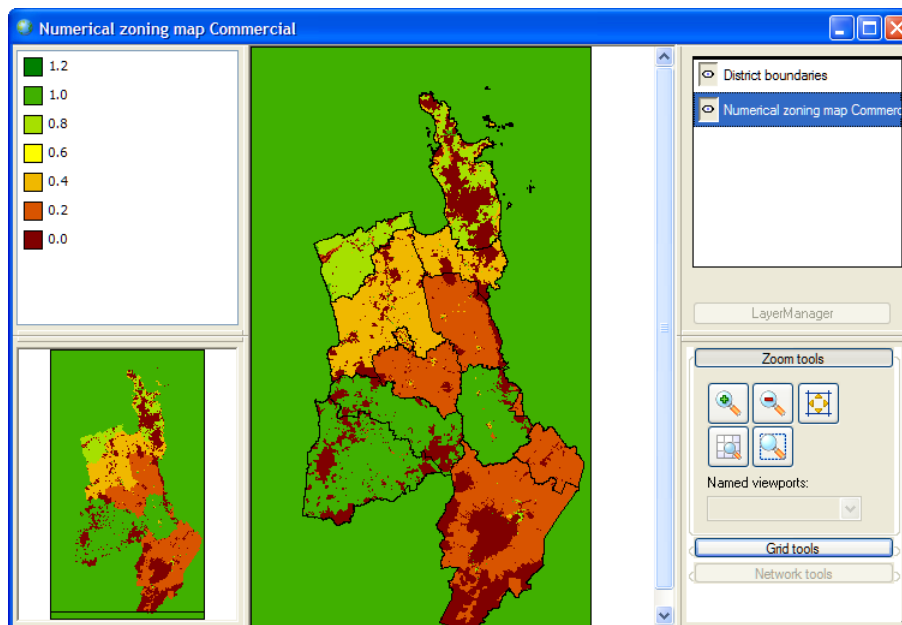 Numerical zoning map Commercial
1.2
1.0
0.8
0.6
0.4
0.2
0.0
District boundaries
Numerical zoning map Commerc
LayerManager
Zoom tools
Named viewports:
Grid tools
Network tools